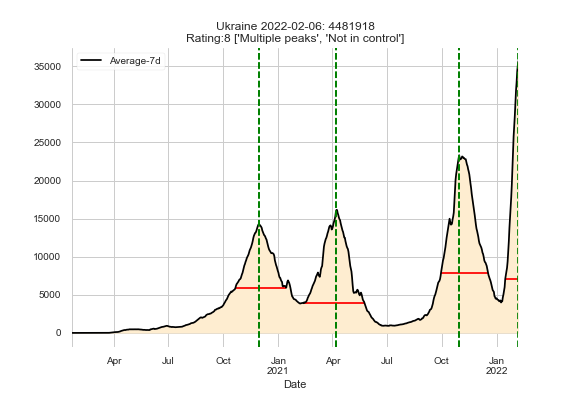 Ukraine 2022-02-06: 4481918
Rating:8 ['Multiple peaks', 'Not in control']
Average-7d
35000
30000
25000
20000
15000
10000
5000
0
Apr Jul Oct Jan Apr Jul Oct Jan
2021 2022
Date